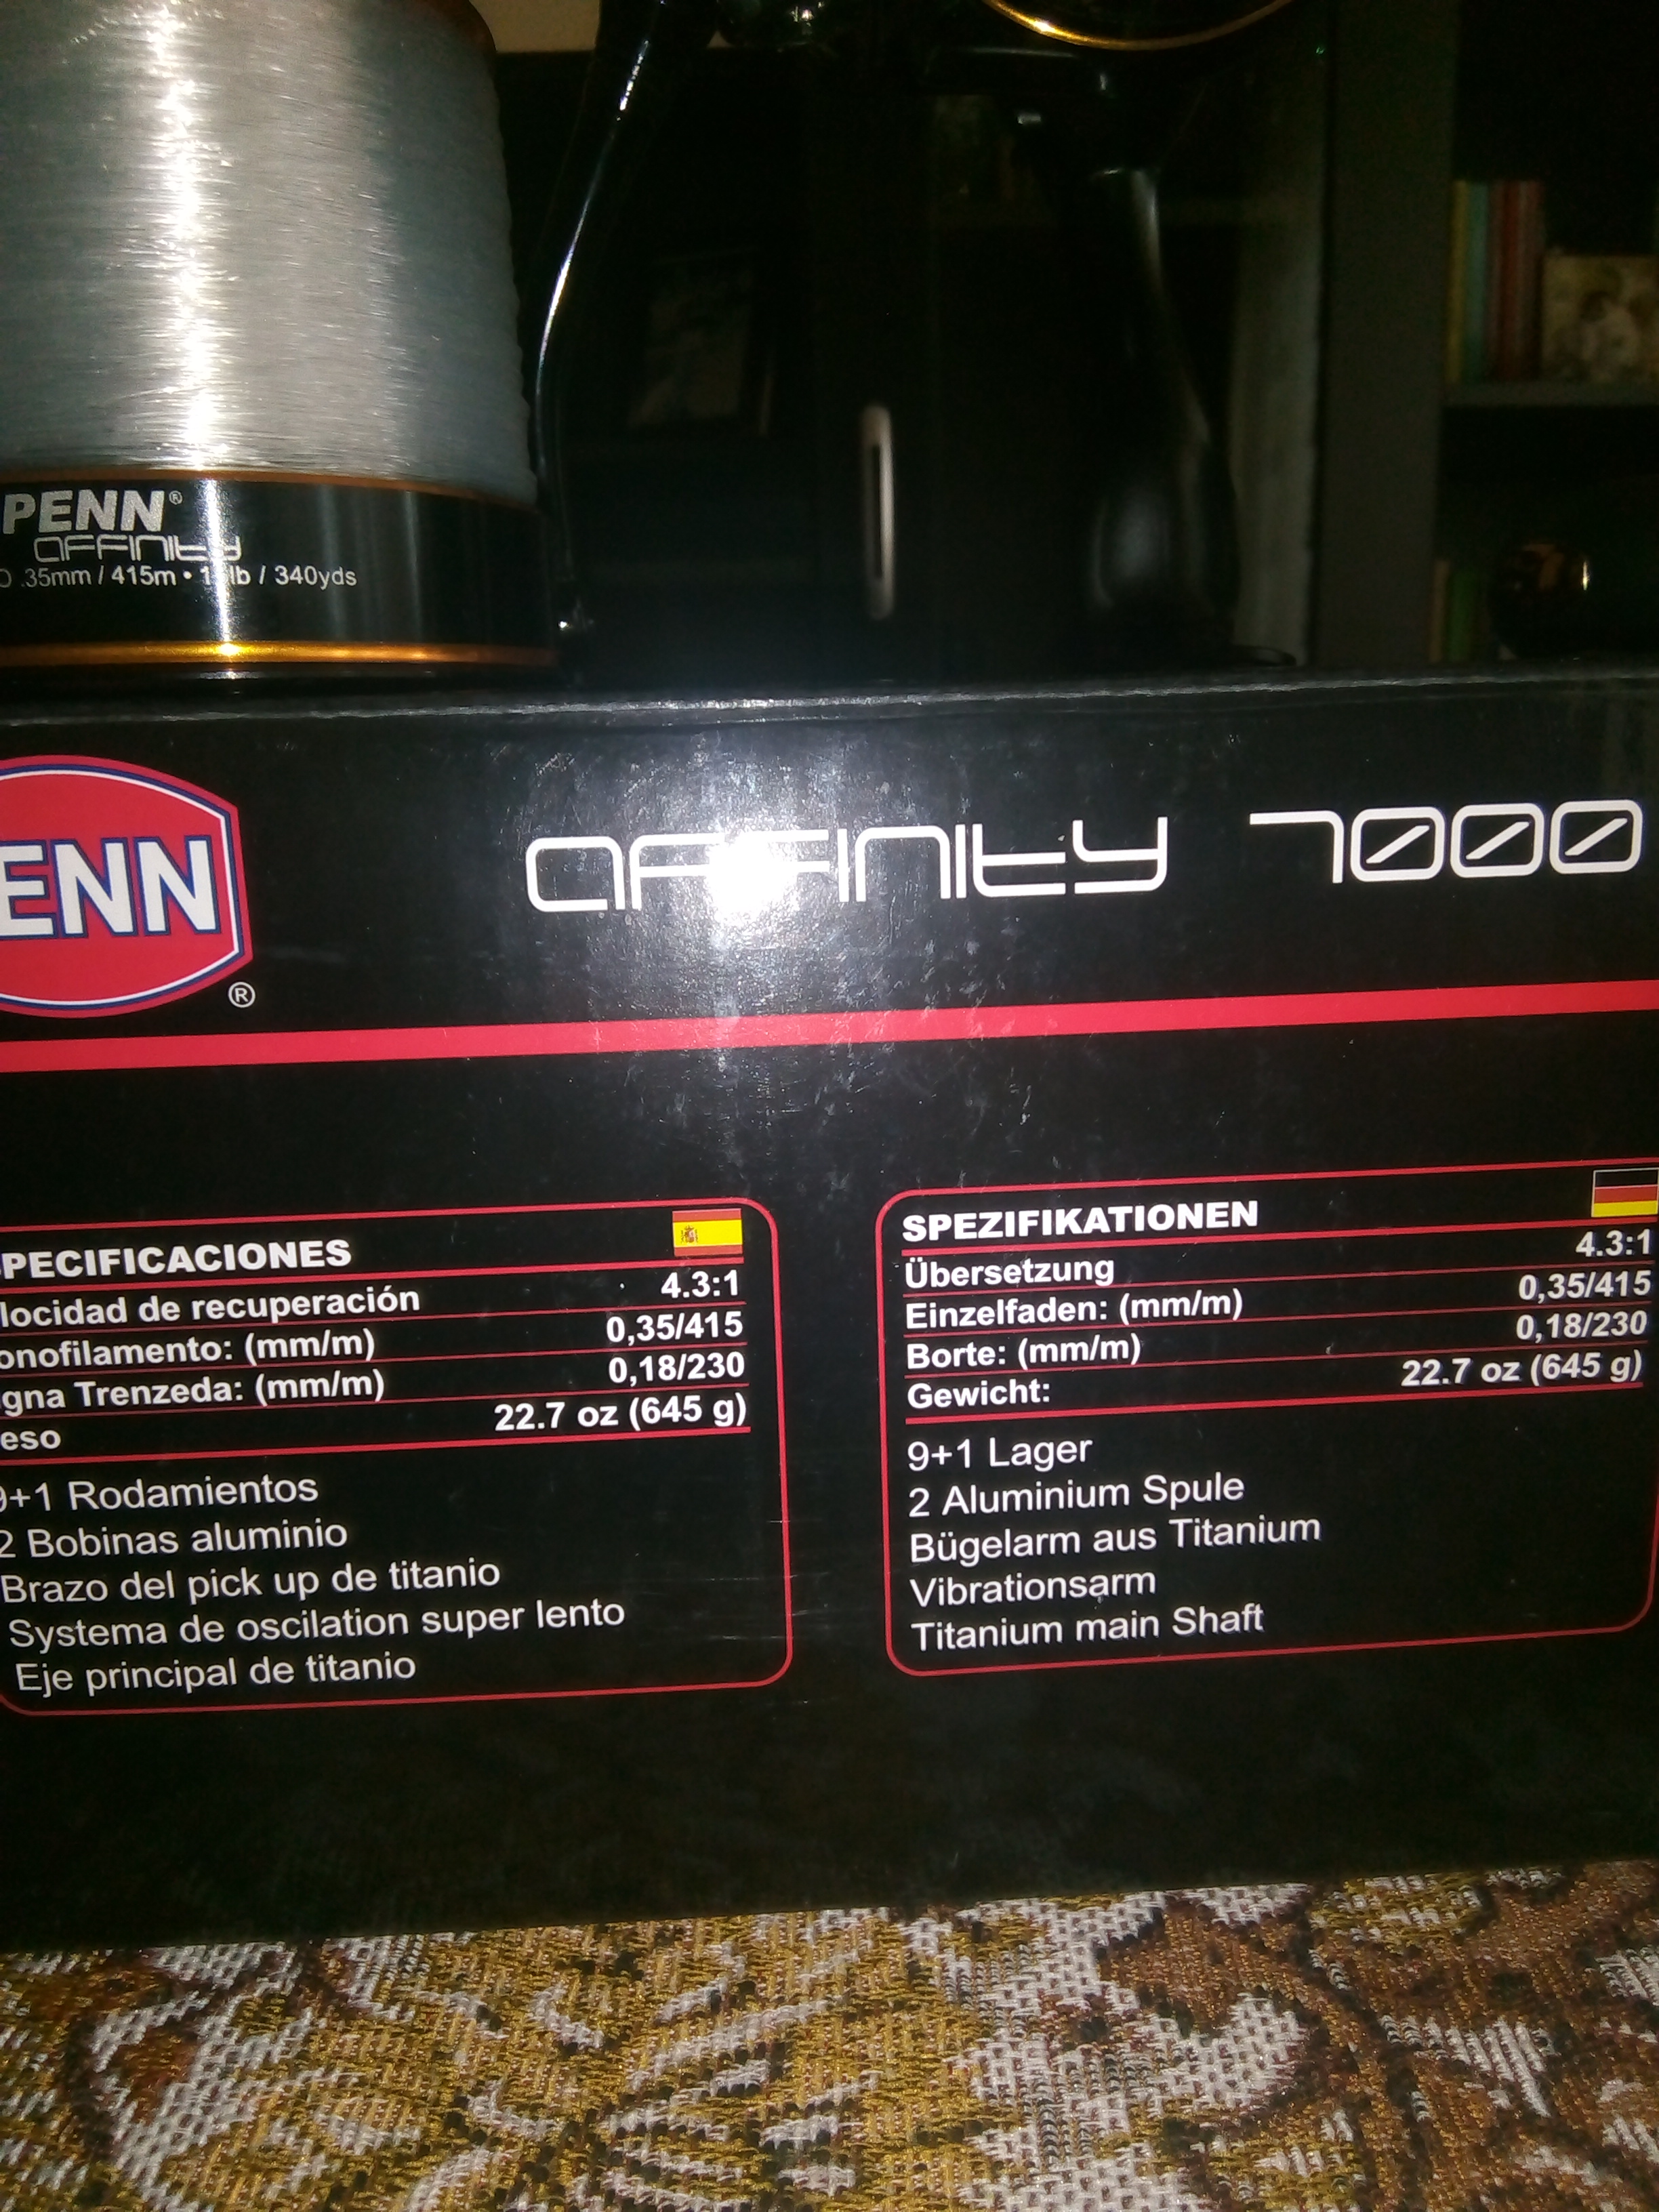 PENN®
affinity
.35mm / 415m • lb / 340yds
ENN
®
affinity 7000
PECIFICACIONES
locidad de recuperación 4.3:1
onofilamento: (mm/m) 0,35/415
gna Trenzeda: (mm/m) 0,18/230
eso 22.7 oz (645 g)
9+1 Rodamientos
2 Bobinas aluminio
Brazo del pick up de titanio
Systema de oscilation super lento
Eje principal de titanio
SPEZIFIKATIONEN
Übersetzung 4.3:1
Einzelfaden: (mm/m) 0,35/415
Borte: (mm/m) 0,18/230
Gewicht: 22.7 oz (645 g)
9+1 Lager
2 Aluminium Spule
Bügelarm aus Titanium
Vibrationsarm
Titanium main Shaft